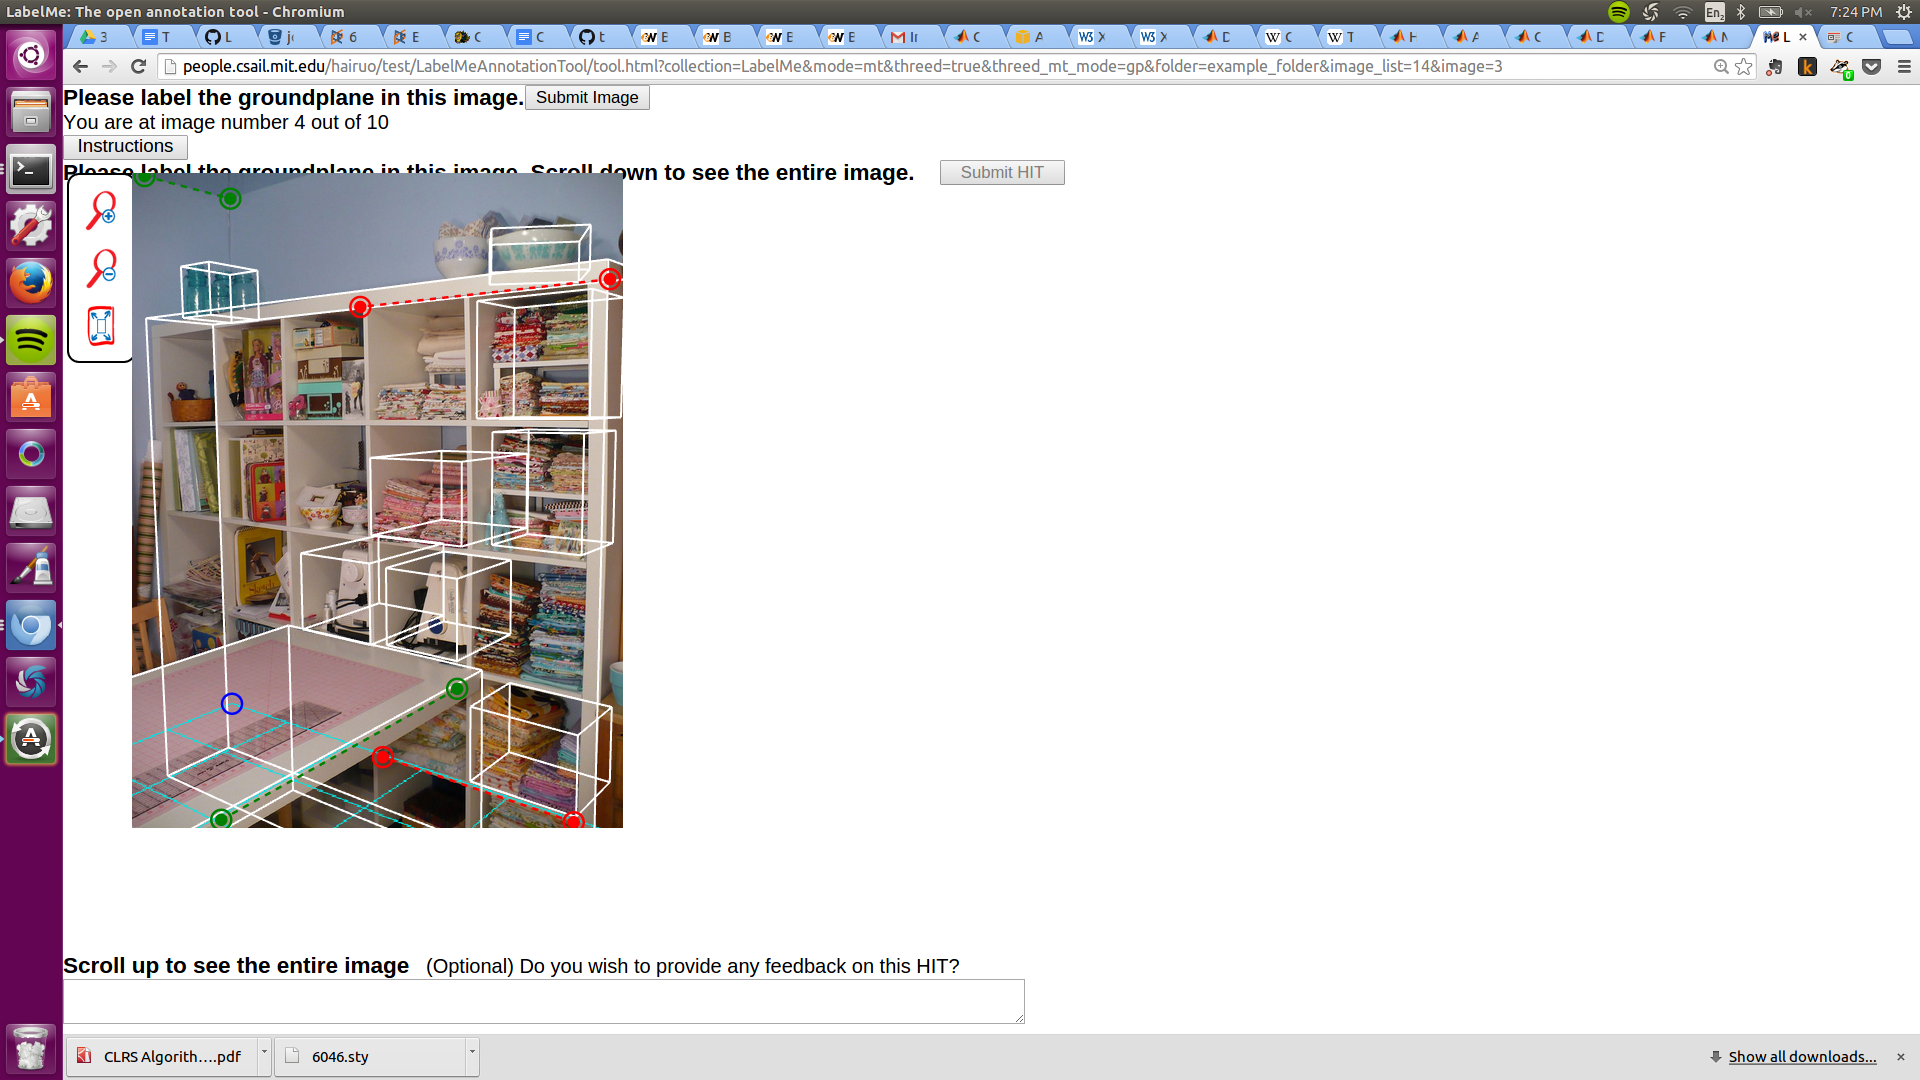 LabelMe: The open annotation tool - Chromium
En2
7:24 PM
3 T L 6 E C C t E B E E I C A X X D C T H A C D F L C
people.csail.mit.edu/hairuo/test/LabelMeAnnotationTool/tool.html?collection=LabelMe&mode=mt&threed=true&threed_mt_mode=gp&folder=example_folder&image_list=14&image=3
Please label the groundplane in this image. Submit Image
You are at image number 4 out of 10
Instructions
Please label the groundplane in this image. Scroll down to see the entire image. Submit HIT
Scroll up to see the entire image (Optional) Do you wish to provide any feedback on this HIT?
CLRS Algorith….pdf
6046.sty
Show all downloads...